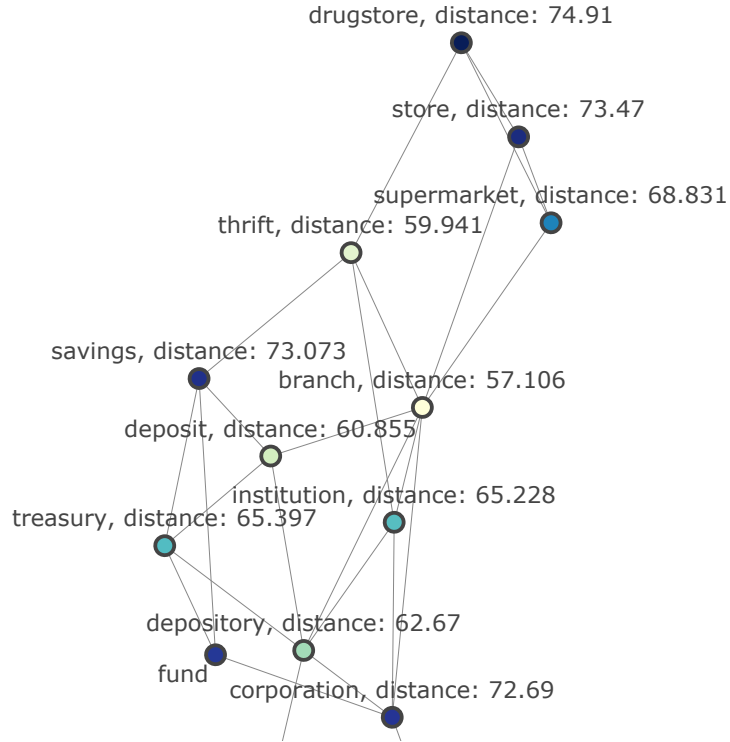 drugstore, distance: 74.91
store, distance: 73.47
supermarket, distance: 68.831
thrift, distance: 59.941
savings, distance: 73.073
branch, distance: 57.106
deposit, distance: 60.855
institution, distance: 65.228
treasury, distance: 65.397
depository, distance: 62.67
fund
corporation, distance: 72.69